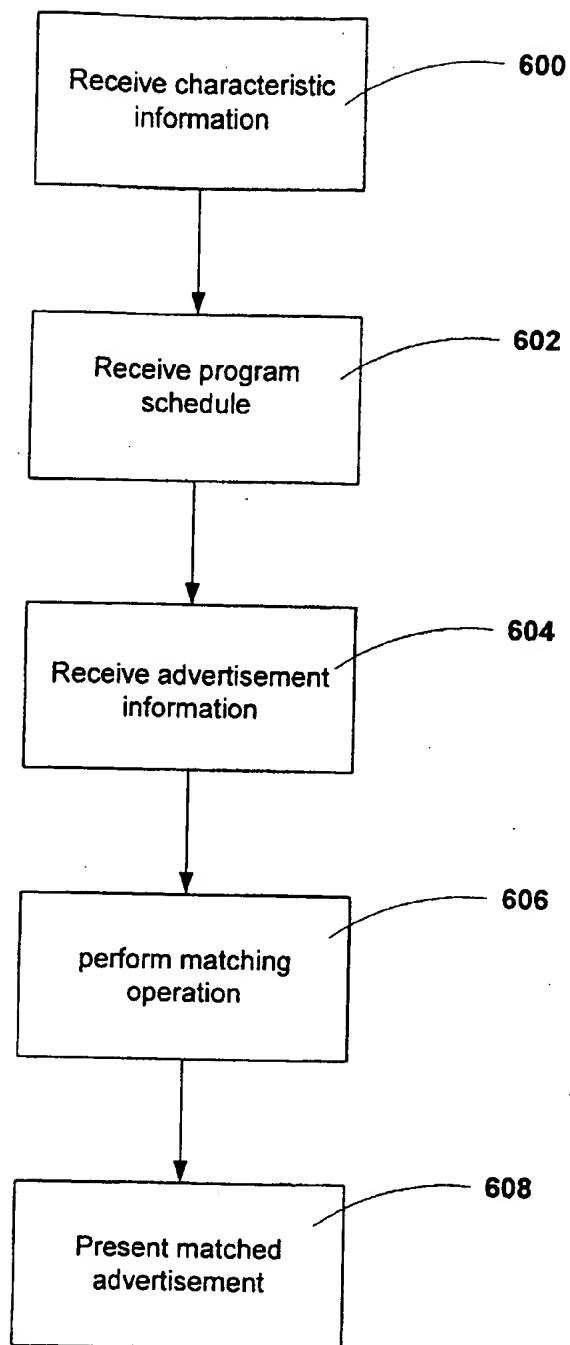 Receive characteristic
information
600
Receive program
schedule
602
Receive advertisement
information
604
perform matching
operation
606
Present matched
advertisement
608